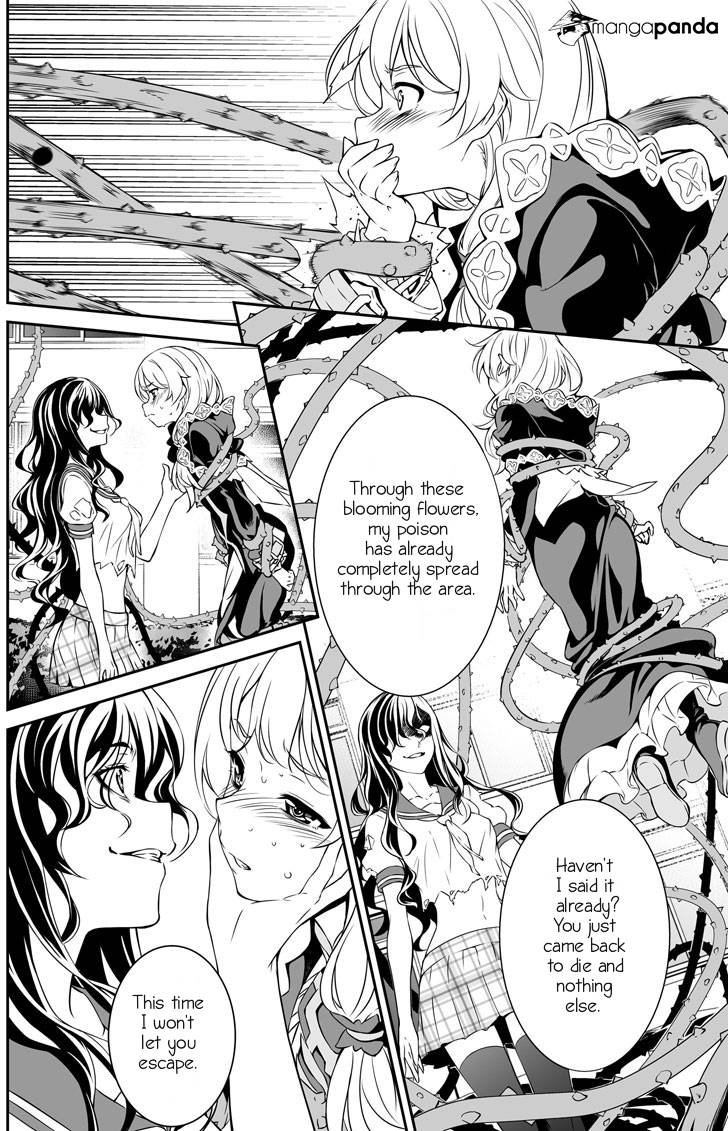 mangapanda
Through these
blooming flowers,
my poison
has already
completely spread
through the area.
Haven't
I said it
already?
You just
came back
to die and
nothing
else.
This time
I won't
let you
escape.